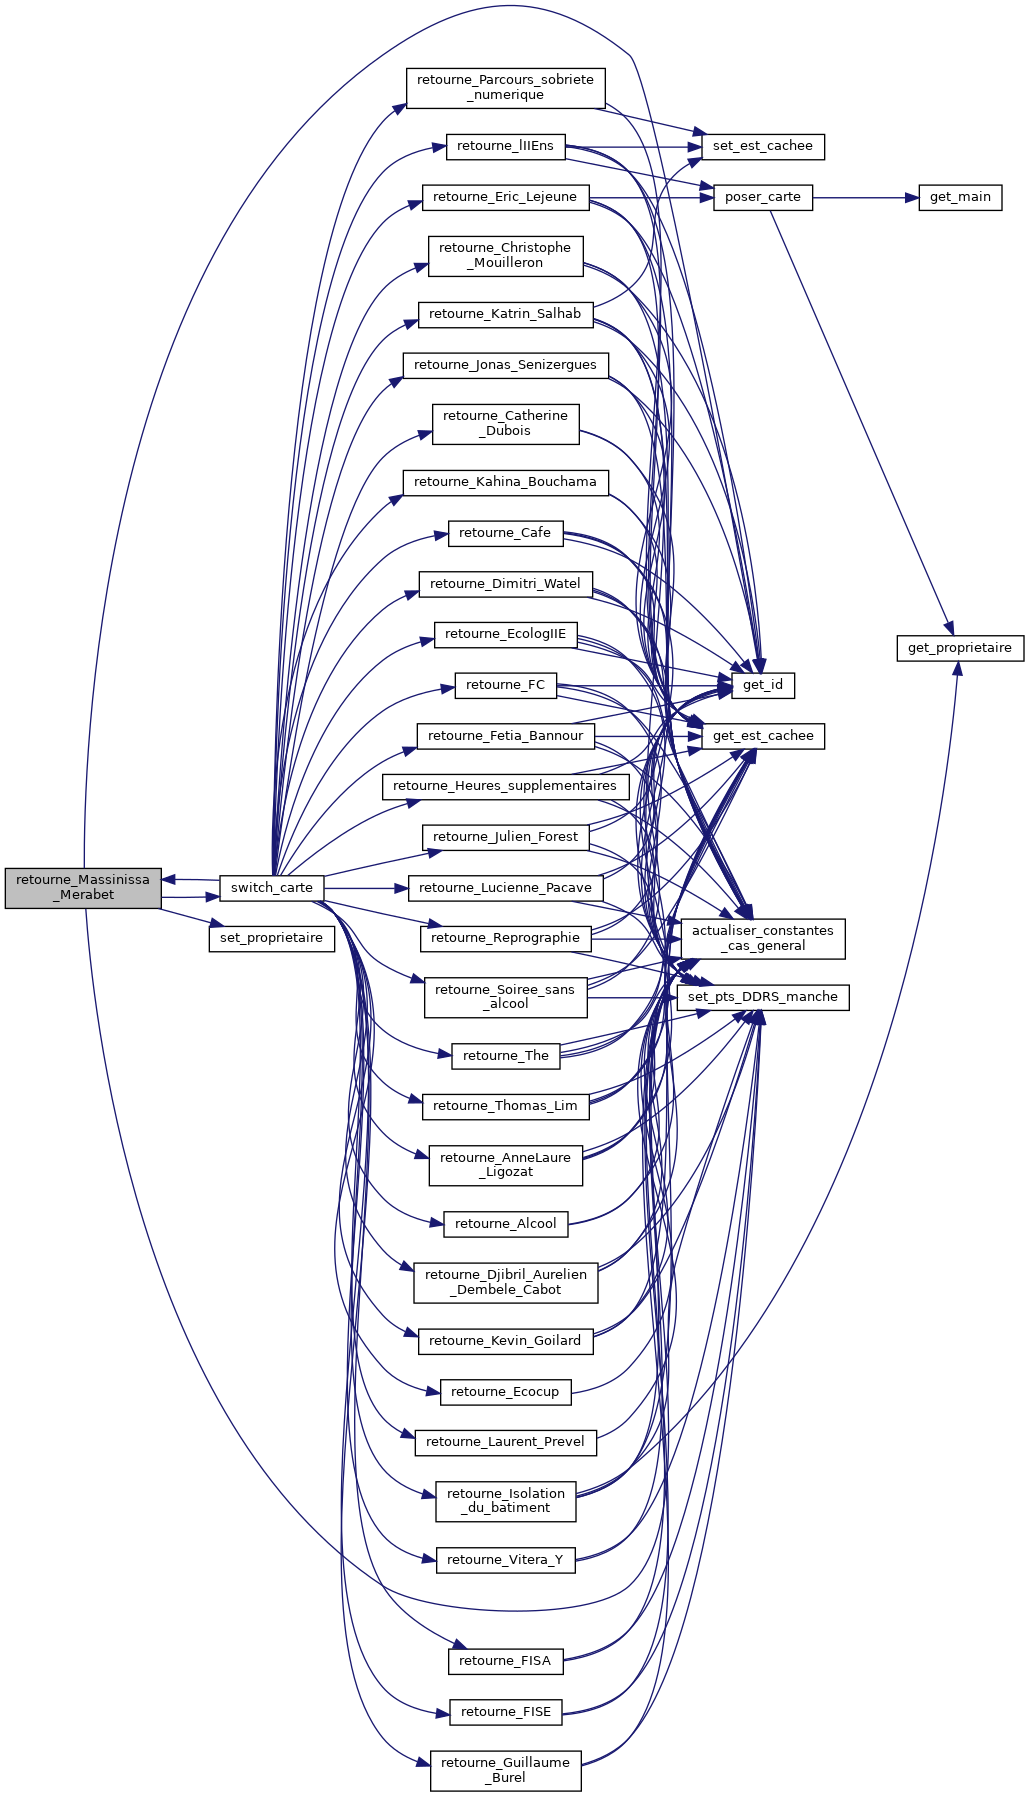 retourne_Parcours_sobriete
_numerique
retourne_lIIEns
set_est_cachee
retourne_Eric_Lejeune
poser_carte
get_main
retourne_Christophe
_Mouilleron
retourne_Katrin_Salhab
retourne_Jonas_Senizergues
retourne_Catherine
_Dubois
retourne_Kahina_Bouchama
retourne_Cafe
retourne_Dimitri_Watel
retourne_EcologIIE
get_proprietaire
retourne_FC
get_id
retourne_Fetia_Bannour
get_est_cachee
retourne_Heures_supplementaires
retourne_Julien_Forest
retourne_Massinissa
_Merabet
switch_carte
retourne_Lucienne_Pacave
set_proprietaire
retourne_Reprographie
actualiser_constantes
_cas_general
retourne_Soiree_sans
_alcool
set_pts_DDRS_manche
retourne_The
retourne_Thomas_Lim
retourne_AnneLaure
_Ligozat
retourne_Alcool
retourne_Djibril_Aurelien
_Dembele_Cabot
retourne_Kevin_Goilard
retourne_Ecocup
retourne_Laurent_Prevel
retourne_Isolation
_du_batiment
retourne_Vitera_Y
retourne_FISA
retourne_FISE
retourne_Guillaume
_Burel